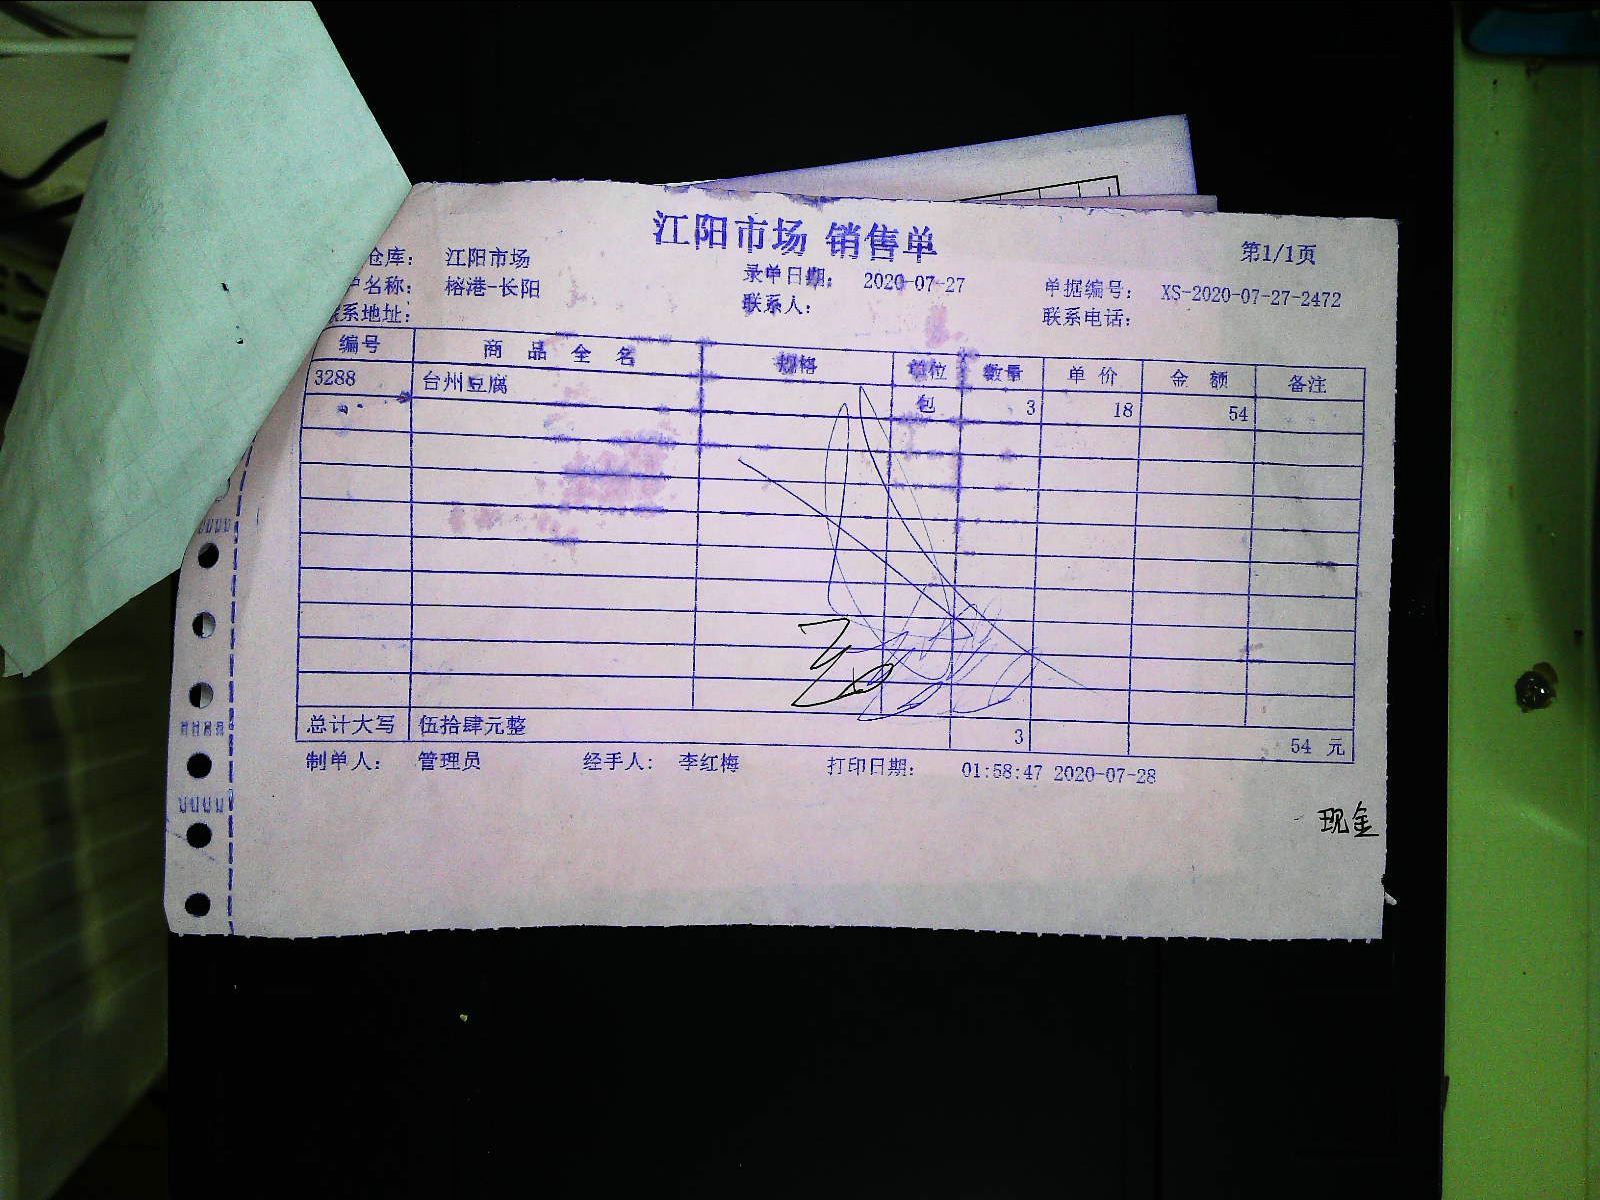 江阳市场 销售单
第1/1页
仓库： 江阳市场
录单日期： 2020-07-27
单据编号： XS-2020-07-27-2472
户名称： 榕港-长阳
联系人：
联系电话：
系地址：
编号 商 品 全 名 规格 单位 数量 单 价 金 额 备注
3288 台州豆腐 包 3 18 54
总计大写 伍拾肆元整 3 54 元
制单人： 管理员 经手人： 李红梅 打印日期： 01:58:47 2020-07-28
现金